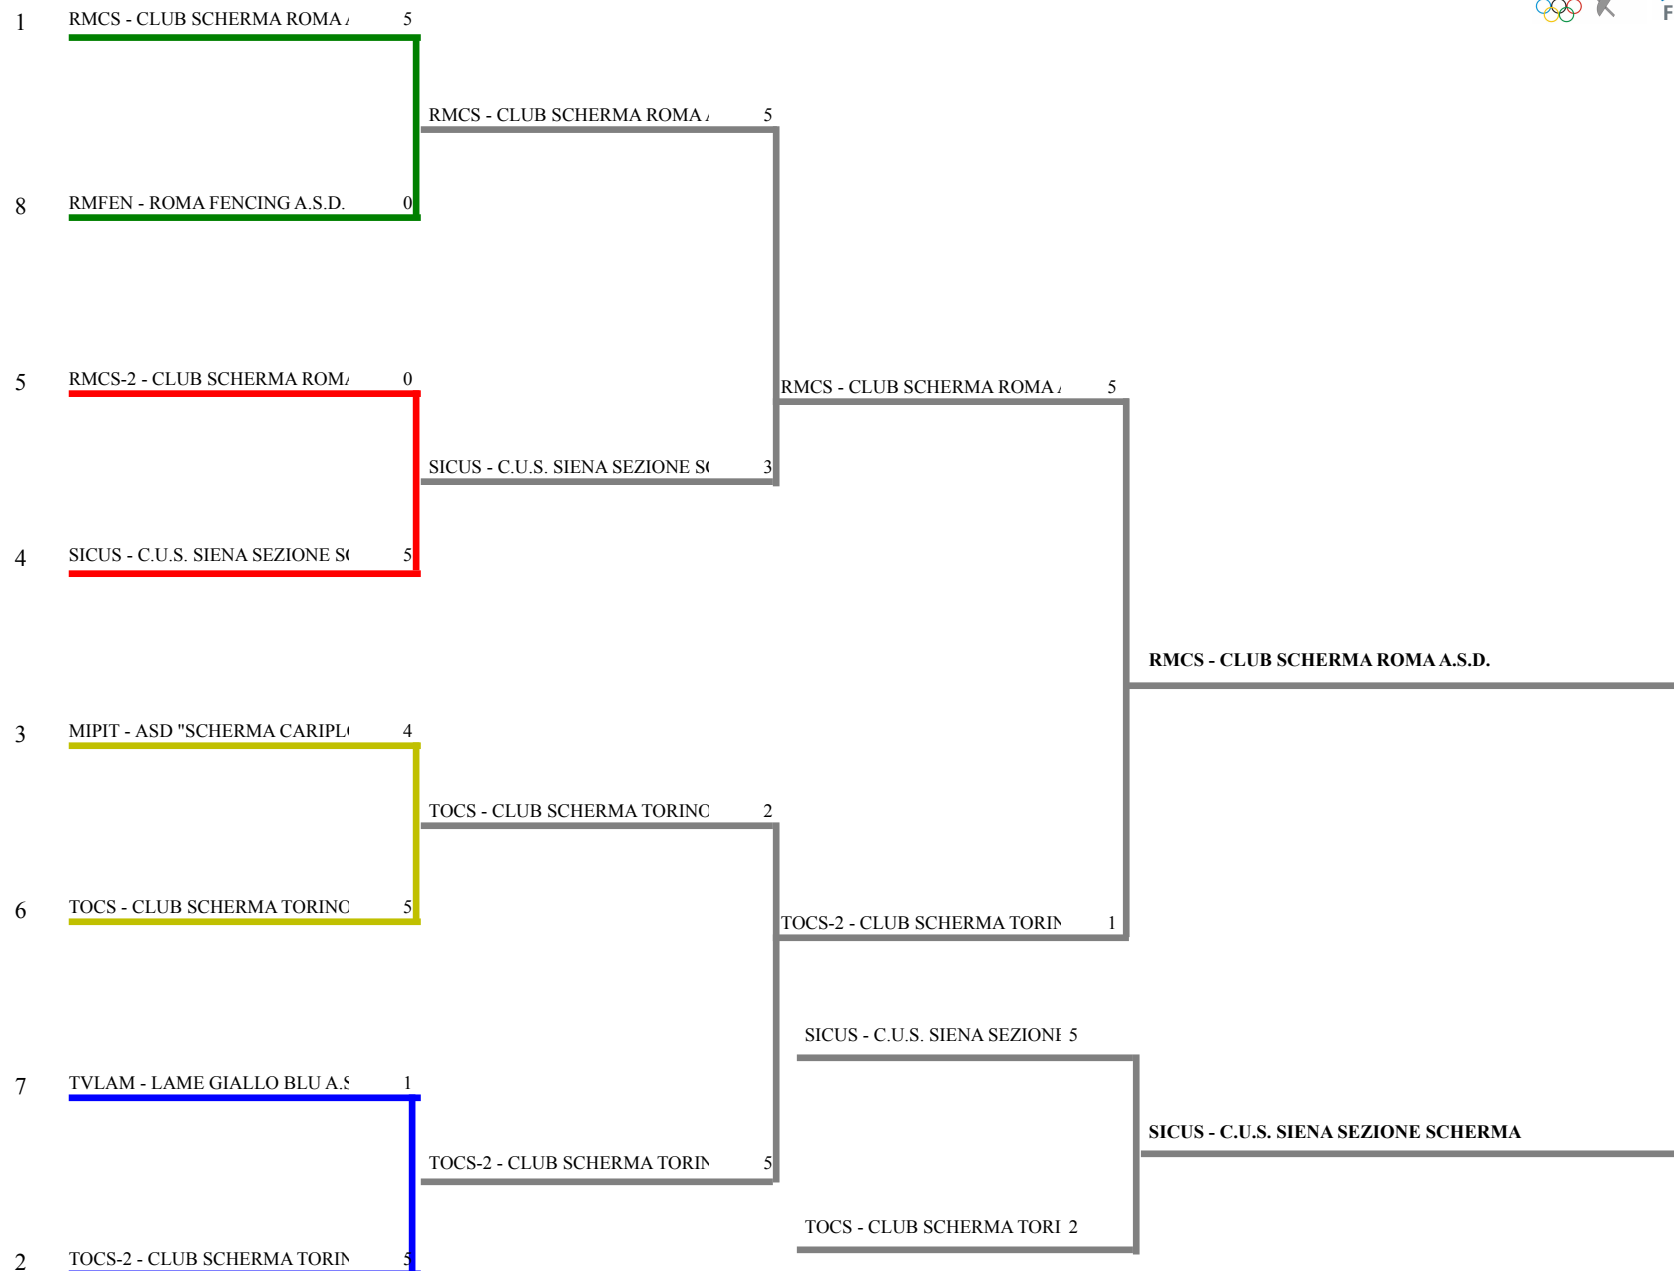 1 RMCS - CLUB SCHERMA ROMA 5
F
RMCS - CLUB SCHERMA ROMA 5
8 RMFEN - ROMA FENCING A.S.D. 0
5 RMCS-2 - CLUB SCHERMA ROMA 0
RMCS - CLUB SCHERMA ROMA 5
SICUS - C.U.S. SIENA SEZIONE 3
4 SICUS - C.U.S. SIENA SEZIONE 5
RMCS - CLUB SCHERMA ROMA A.S.D.
3 MIPIT - ASD "SCHERMA CARIPL 4
TOCS - CLUB SCHERMA TORINO 2
6 TOCS - CLUB SCHERMA TORINO 5
TOCS-2 - CLUB SCHERMA TORIN 1
SICUS - C.U.S. SIENA SEZIONE 5
7 TVLAM - LAME GIALLO BLU A.S 1
SICUS - C.U.S. SIENA SEZIONE SCHERMA
TOCS-2 - CLUB SCHERMA TORIN 5
TOCS - CLUB SCHERMA TORI 2
2 TOCS-2 - CLUB SCHERMA TORIN 5